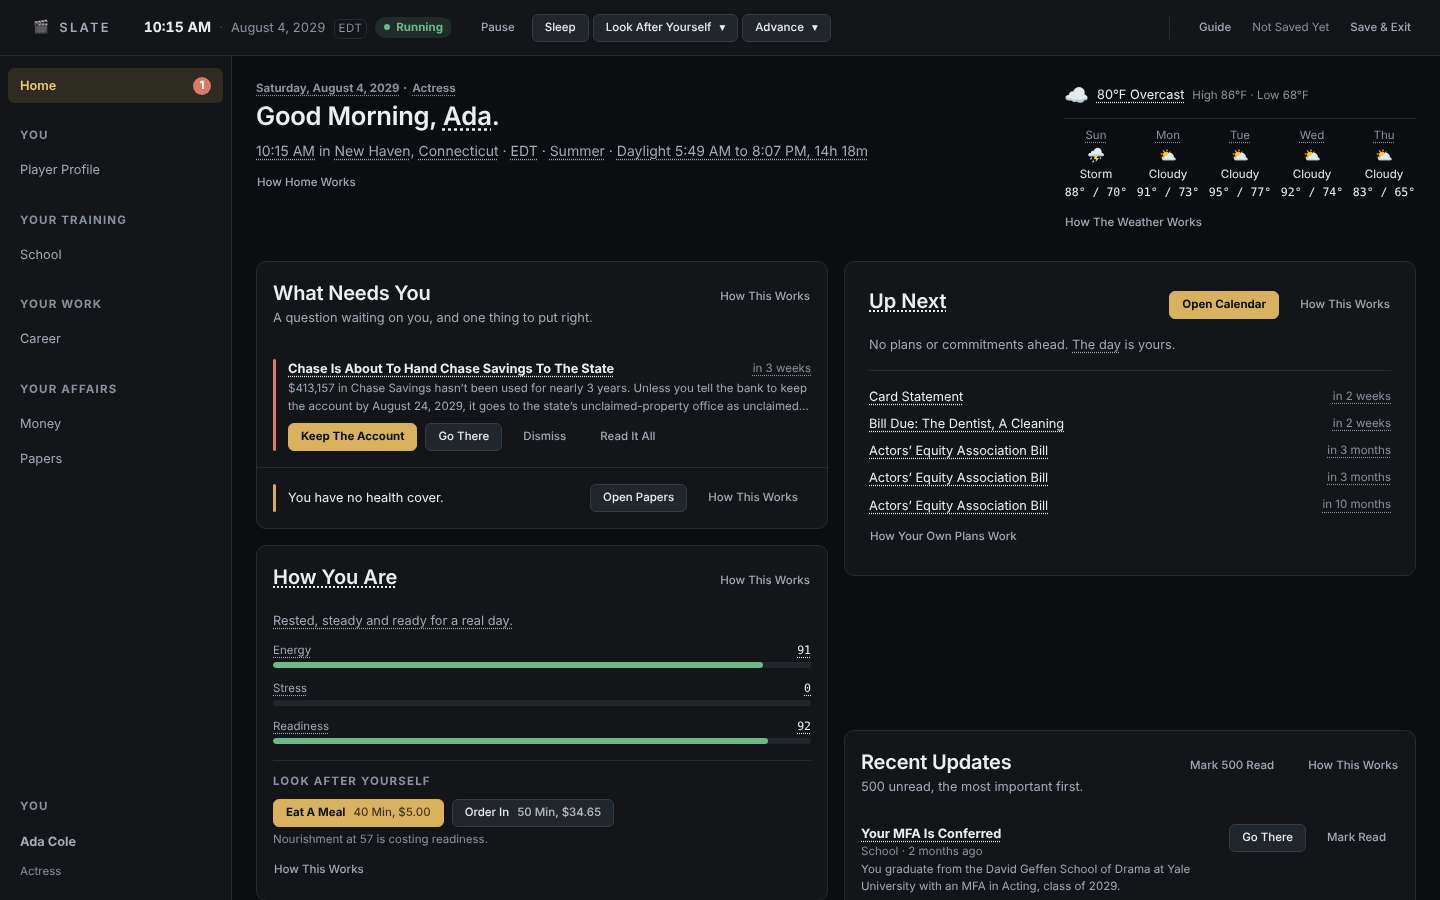 SLATE
10:15 AM · August 4, 2029 EDT Running
Pause
Sleep
Look After Yourself ▾
Advance ▾
Guide
Not Saved Yet
Save & Exit
Home
1
YOU
Player Profile
YOUR TRAINING
School
YOUR WORK
Career
YOUR AFFAIRS
Money
Papers
YOU
Ada Cole
Actress
Saturday, August 4, 2029 · Actress
Good Morning, Ada.
10:15 AM in New Haven, Connecticut · EDT · Summer · Daylight 5:49 AM to 8:07 PM, 14h 18m
How Home Works
80°F Overcast High 86°F · Low 68°F
Sun Mon Tue Wed Thu
Storm Cloudy Cloudy Cloudy Cloudy
88° / 70° 91° / 73° 95° / 77° 92° / 74° 83° / 65°
How The Weather Works
What Needs You
How This Works
A question waiting on you, and one thing to put right.
Chase Is About To Hand Chase Savings To The State
in 3 weeks
$413,157 in Chase Savings hasn’t been used for nearly 3 years. Unless you tell the bank to keep
the account by August 24, 2029, it goes to the state’s unclaimed-property office as unclaimed…
Keep The Account
Go There
Dismiss
Read It All
You have no health cover.
Open Papers
How This Works
How You Are
How This Works
Rested, steady and ready for a real day.
Energy 91
Stress 0
Readiness 92
LOOK AFTER YOURSELF
Eat A Meal 40 Min, $5.00
Order In 50 Min, $34.65
Nourishment at 57 is costing readiness.
How This Works
Up Next
Open Calendar
How This Works
No plans or commitments ahead. The day is yours.
Card Statement in 2 weeks
Bill Due: The Dentist, A Cleaning in 2 weeks
Actors’ Equity Association Bill in 3 months
Actors’ Equity Association Bill in 3 months
Actors’ Equity Association Bill in 10 months
How Your Own Plans Work
Recent Updates
Mark 500 Read
How This Works
500 unread, the most important first.
Your MFA Is Conferred
Go There
Mark Read
School · 2 months ago
You graduate from the David Geffen School of Drama at Yale
University with an MFA in Acting, class of 2029.